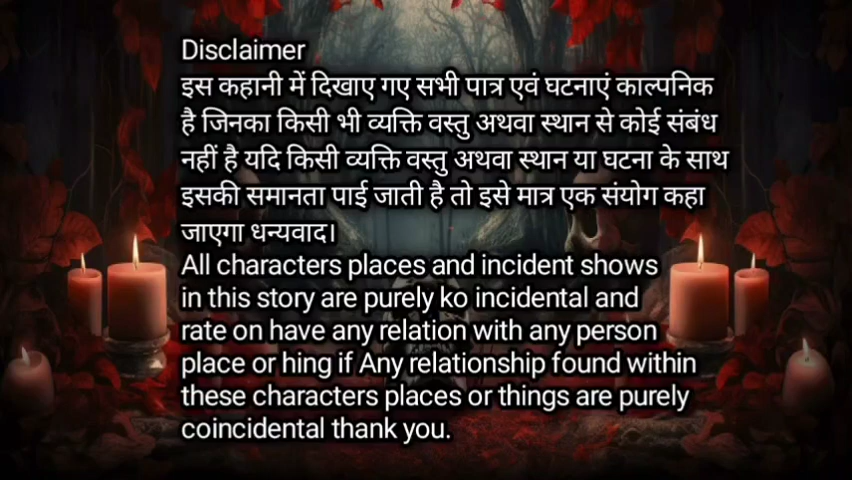 Disclaimer
इस कहानी में दिखाए गए सभी पात्र एवं घटनाएं काल्पनिक
है जिनका किसी भी व्यक्ति वस्तु अथवा स्थान से कोई संबंध
नहीं है यदि किसी व्यक्ति वस्तु अथवा स्थान या घटना के साथ
इसकी समानता पाई जाती है तो इसे मात्र एक संयोग कहा
जाएगा धन्यवाद।
All characters places and incident shows
in this story are purely ko incidental and
rate on have any relation with any person
place or hing if Any relationship found within
these characters places or things are purely
coincidental thank you.